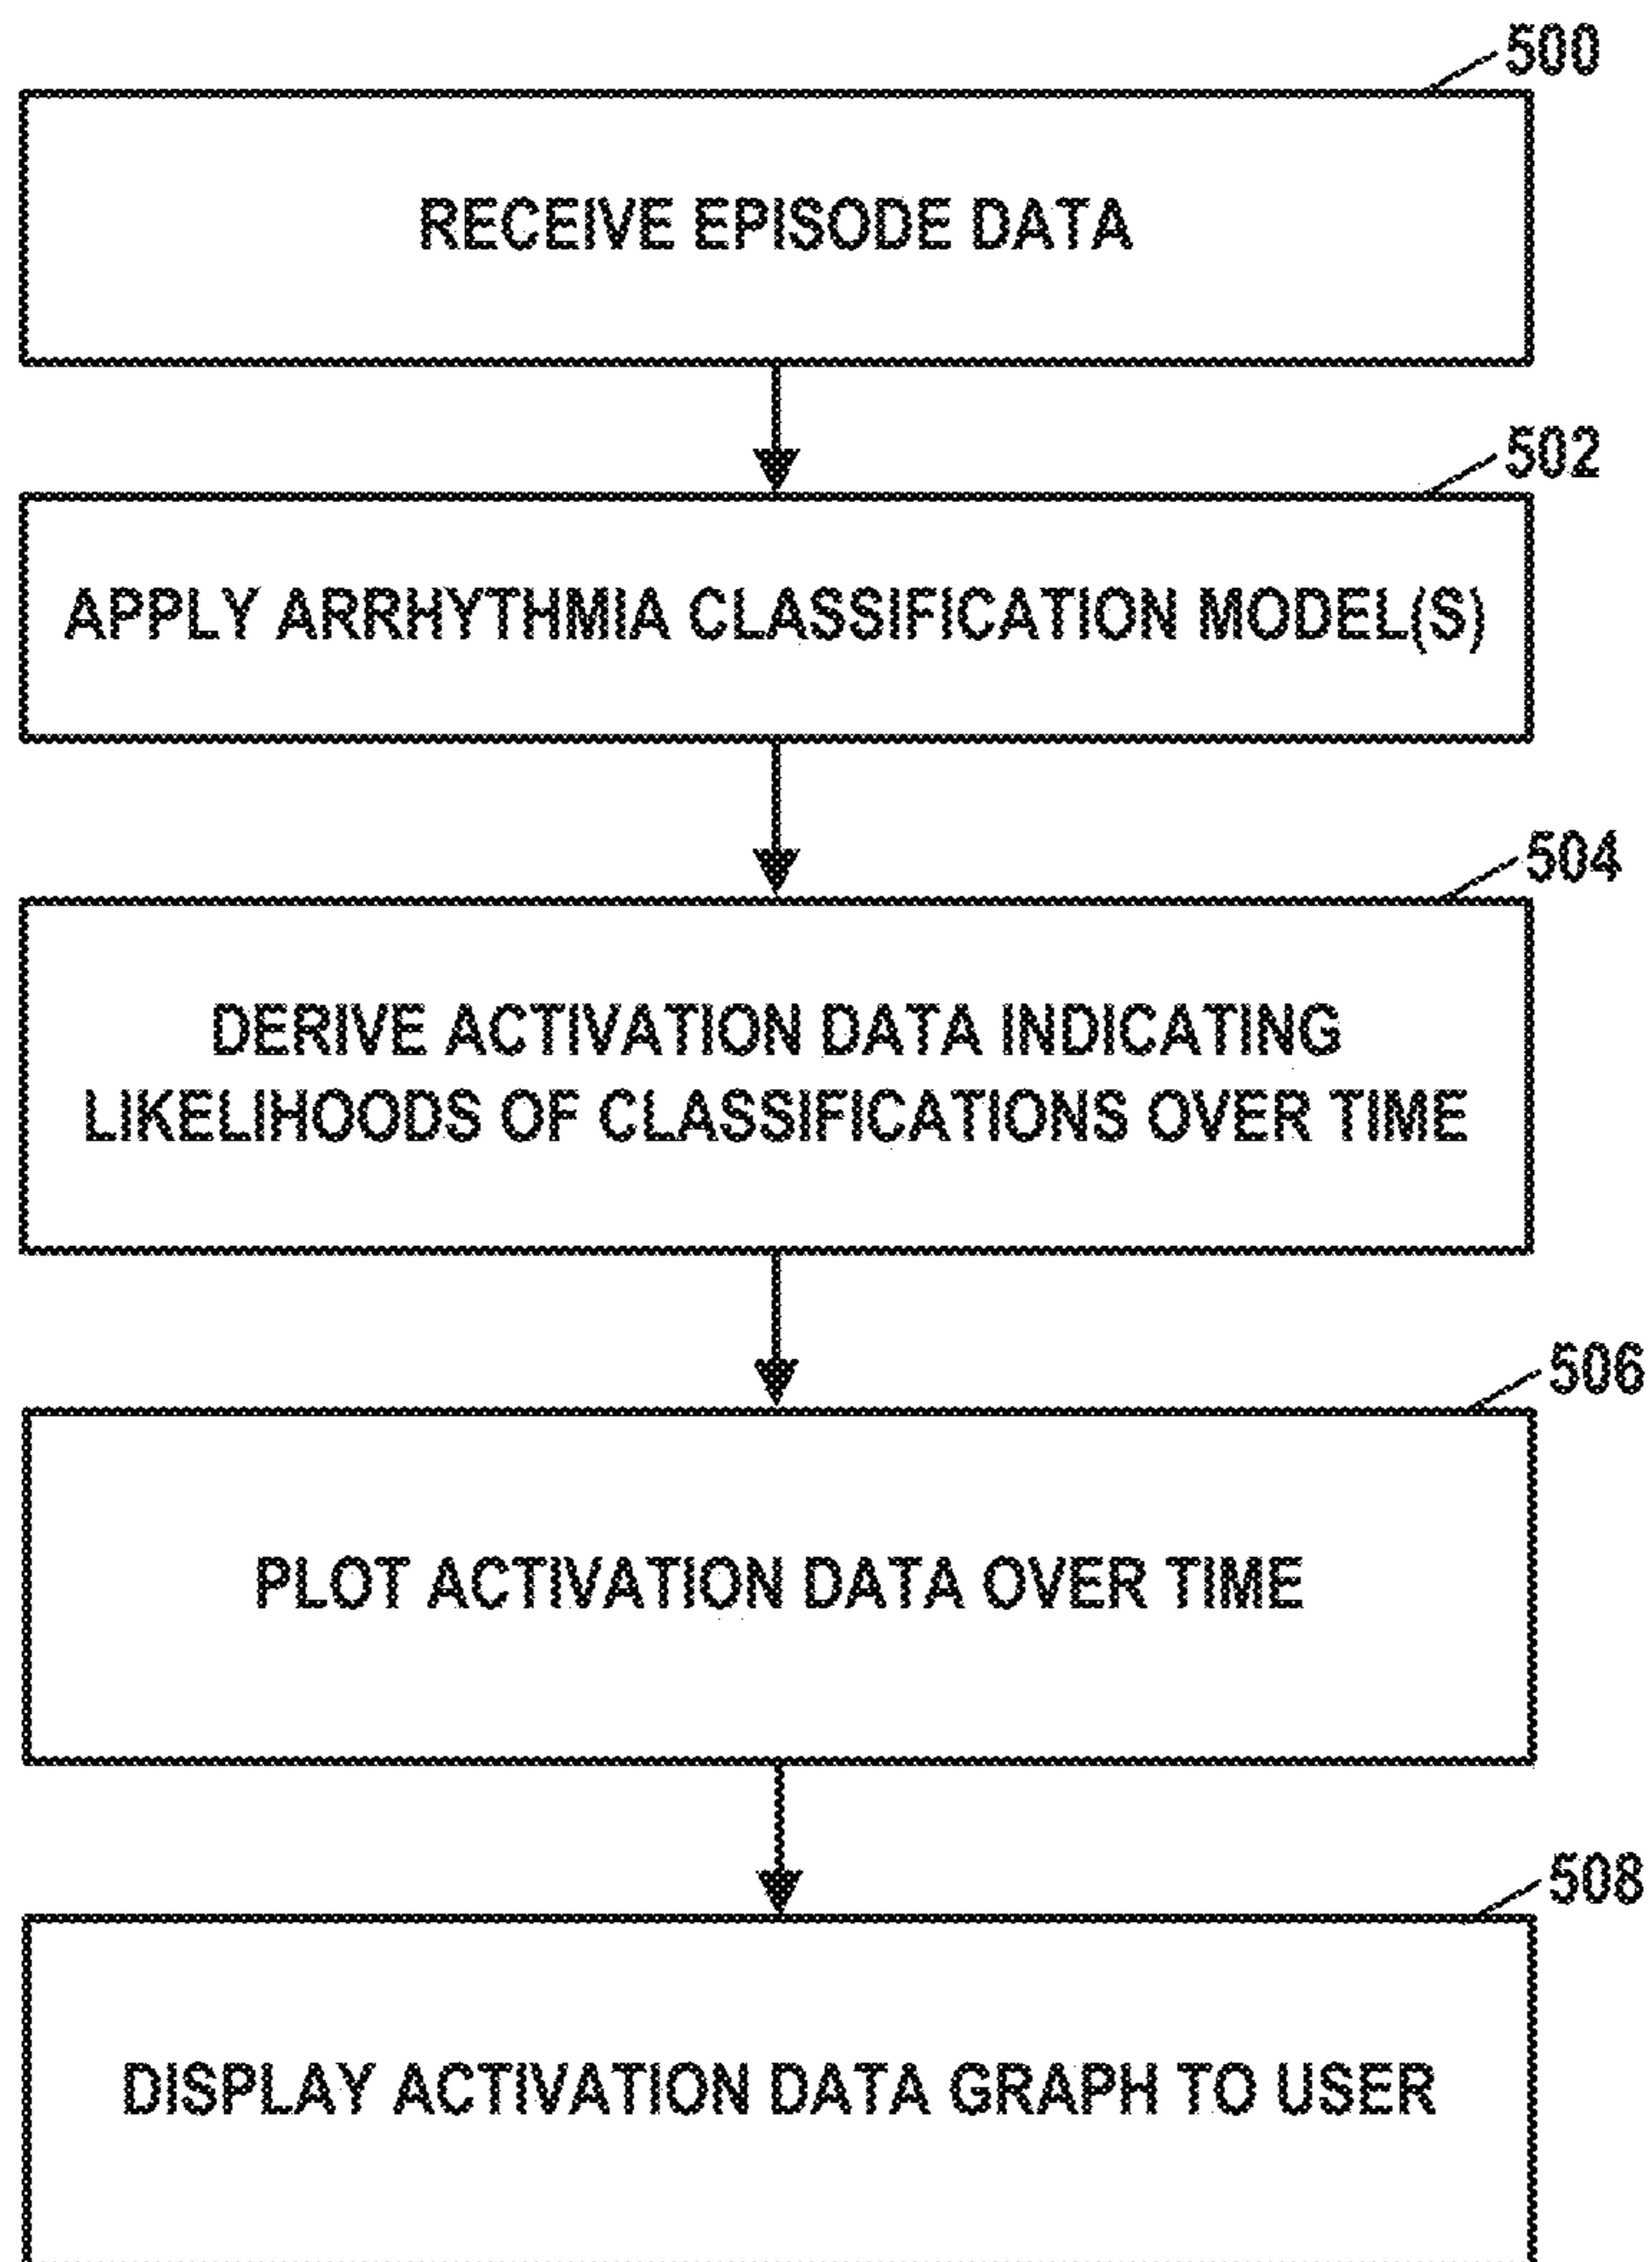 500
RECEIVE EPISODE DATA
502
APPLY ARRHYTHMIA CLASSIFICATION MODEL(S)
504
DERIVE ACTIVATION DATA INDICATING
LIKELIHOODS OF CLASSIFICATIONS OVER TIME
506
PLOT ACTIVATION DATA OVER TIME
508
DISPLAY ACTIVATION DATA GRAPH TO USER